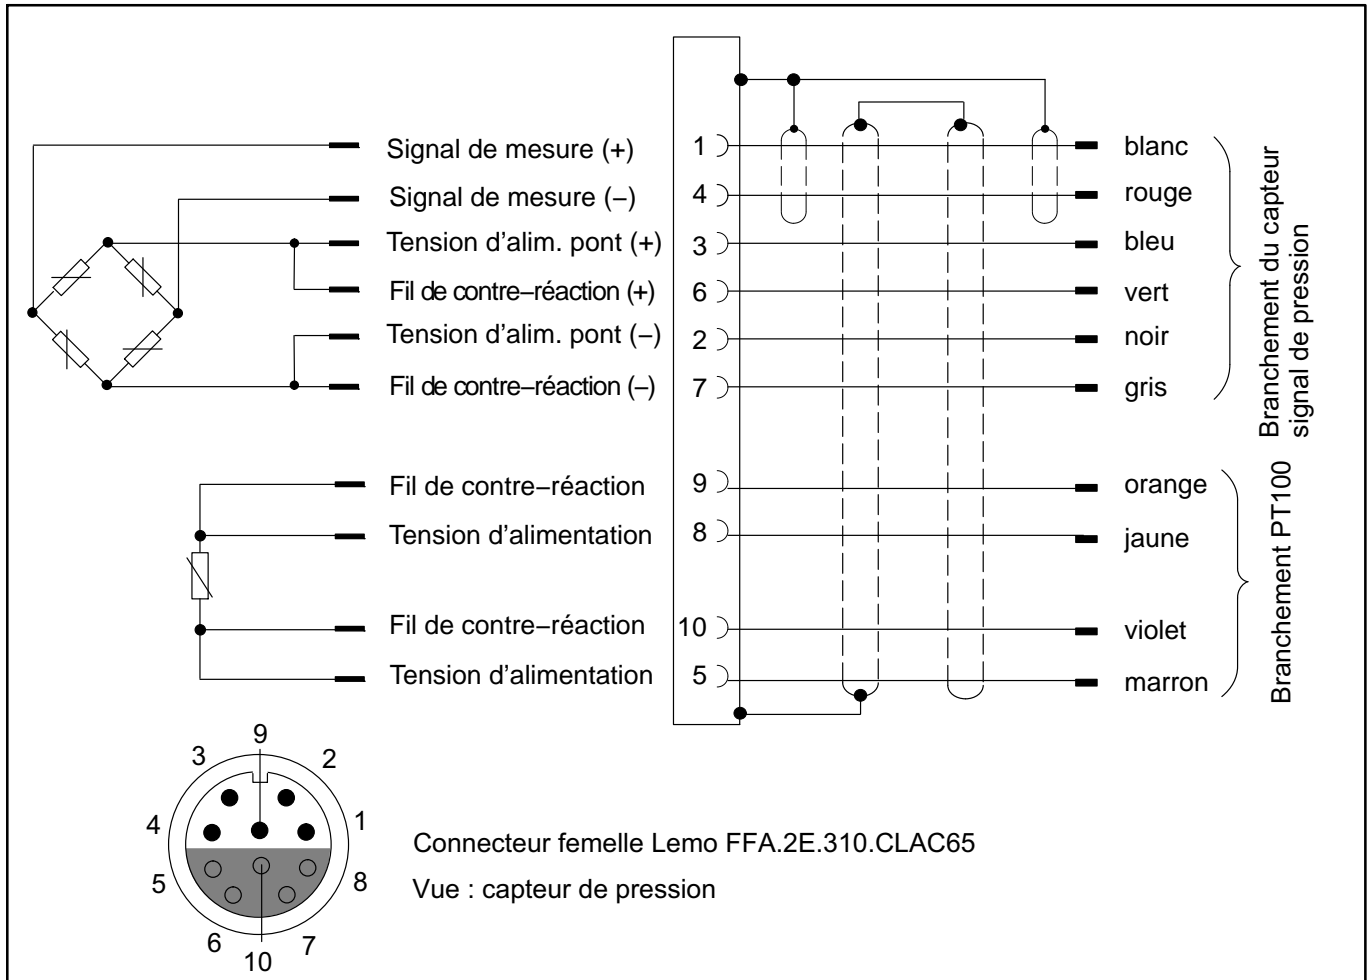 Signal de mesure (+) 1 blanc
Signal de mesure (−) 4 rouge
Tension d'alim. pont (+) 3 bleu
Fil de contre−réaction (+) 6 vert
Tension d'alim. pont (−) 2 noir
Fil de contre−réaction (−) 7 gris
Branchement du capteur
signal de pression
Fil de contre−réaction 9 orange
Tension d'alimentation 8 jaune
Fil de contre−réaction 10 violet
Tension d'alimentation 5 marron
Branchement PT100
9
3 2
4 1
5 8
6 7
10
Connecteur femelle Lemo FFA.2E.310.CLAC65
Vue : capteur de pression